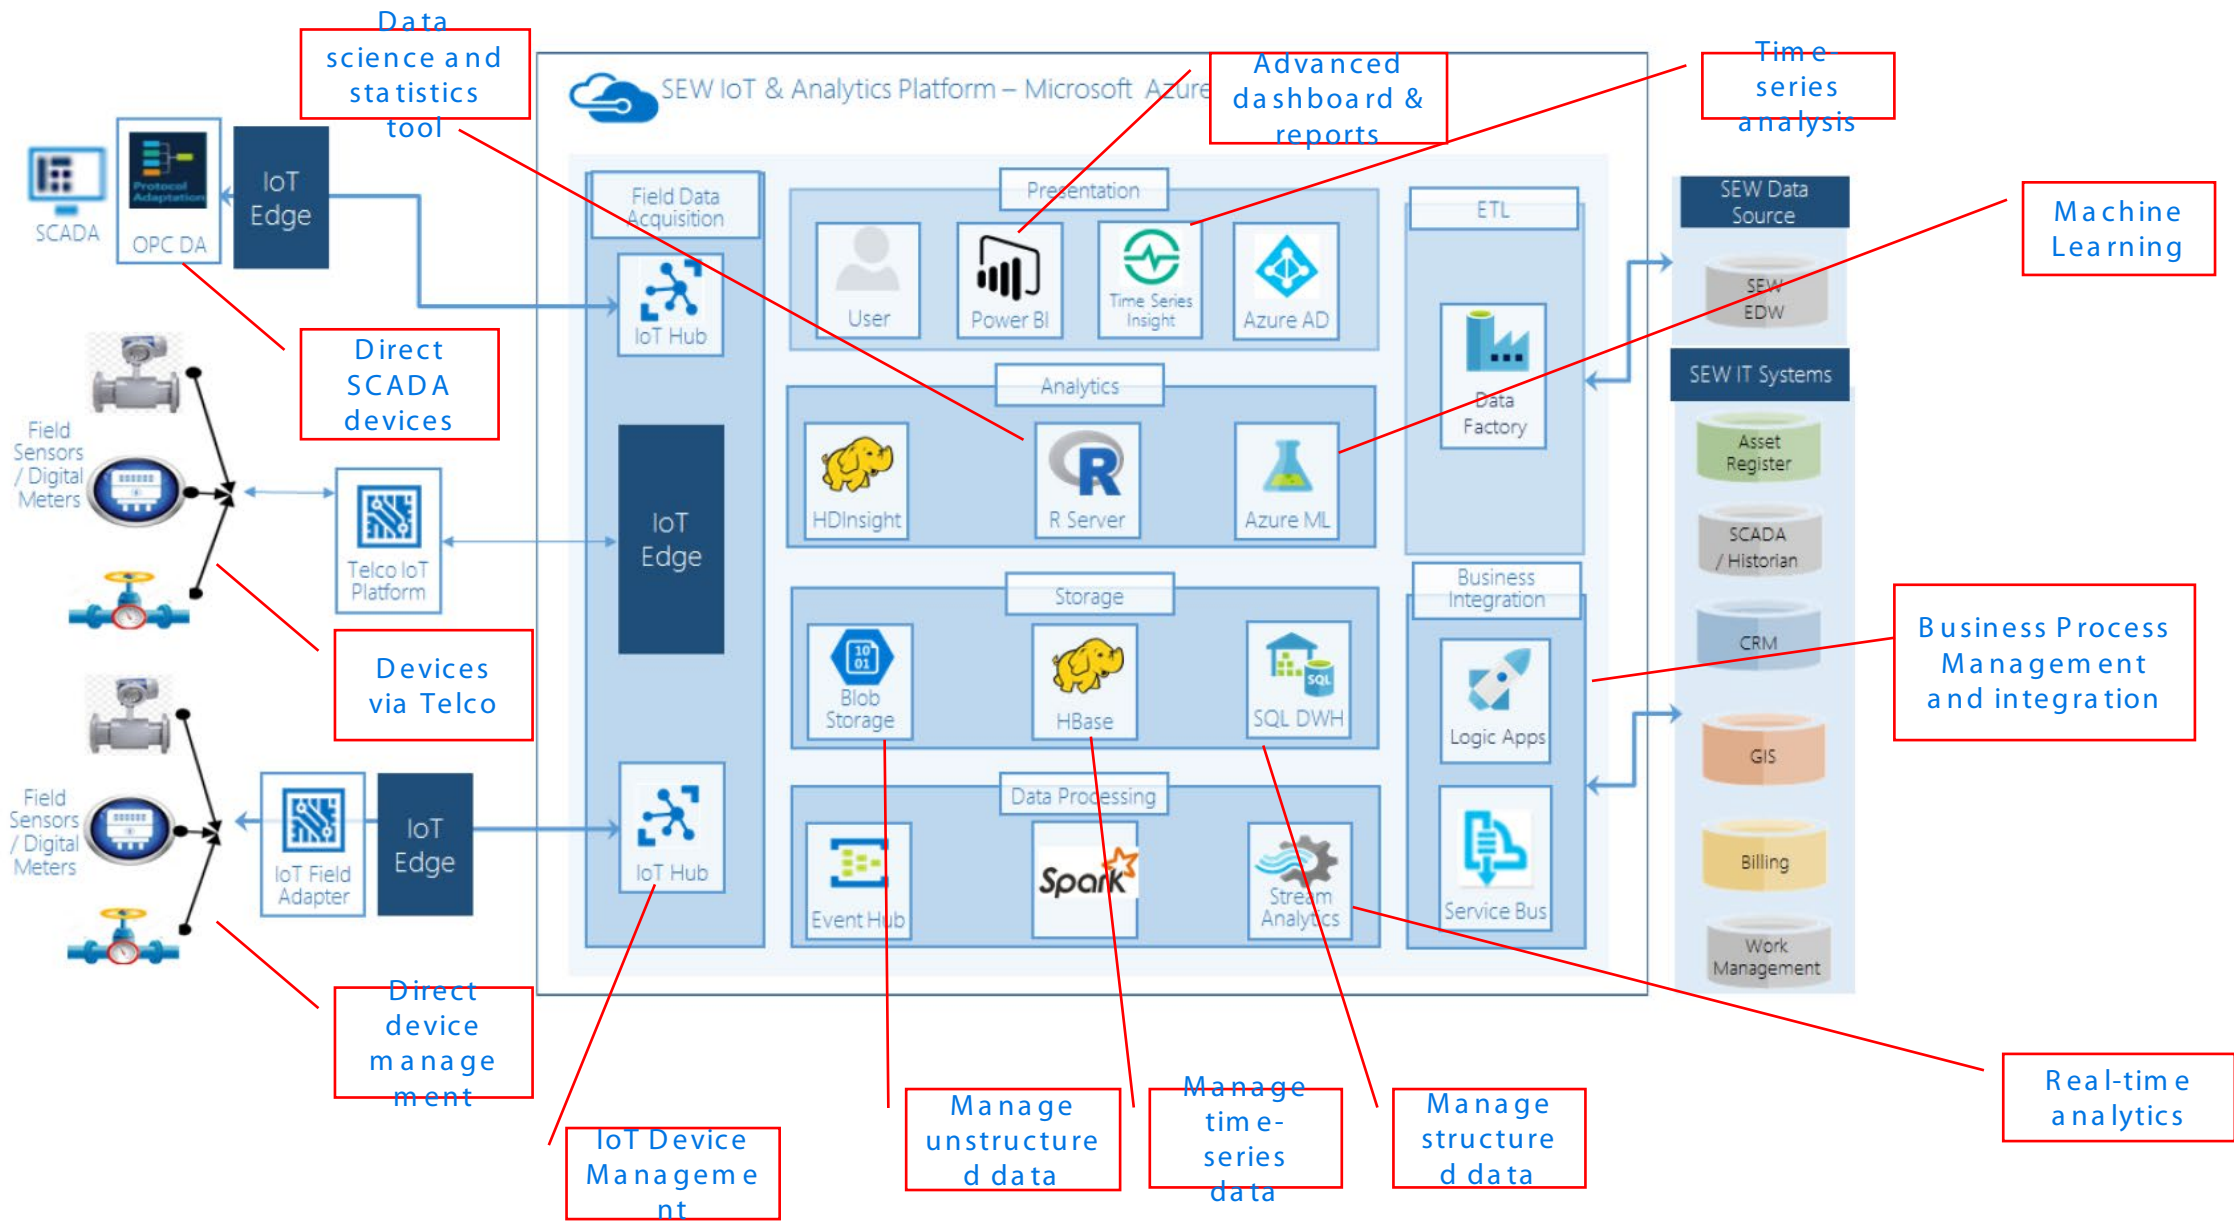 Data
science and
statistics
tool
SEW IoT & Analytics Platform – Microsoft Azure
Advanced
dashboard &
reports
Time-
series
analysis
Machine
Learning
SCADA
Protocol
Adaptation
OPC DA
IoT
Edge
Direct
SCADA
devices
Field
Sensors
/ Digital
Meters
Telco IoT
Platform
Devices
via Telco
Field
Sensors
/ Digital
Meters
IoT Field
Adapter
IoT
Edge
Direct
device
manage
ment
Field Data
Acquisition
IoT Hub
IoT
Edge
IoT Hub
IoT Device
Manageme
nt
Presentation
User
Power BI
Time Series
Insight
Azure AD
Analytics
HDInsight
R
R Server
Azure ML
Storage
10
01
Blob
Storage
HBase
SQL
SQL DWH
Data Processing
Event Hub
Spark
Stream
Analytics
ETL
Data
Factory
Business
Integration
Logic Apps
Service Bus
SEW Data
Source
SEW
EDW
SEW IT Systems
Asset
Register
SCADA
/ Historian
CRM
GIS
Billing
Work
Management
Business Process
Management
and integration
Real-time
analytics
Manage
unstructure
d data
Manage
time-
series
data
Manage
structure
d data